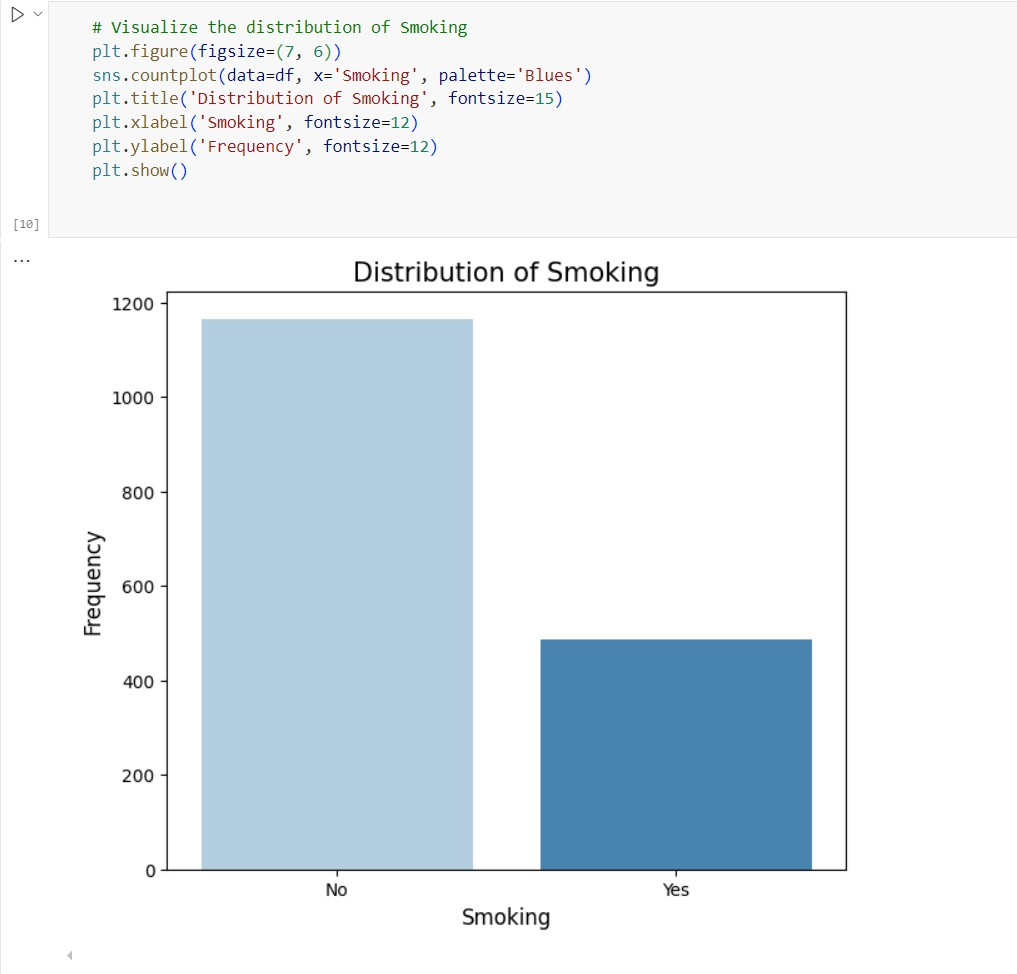 # Visualize the distribution of Smoking
plt.figure(figsize=(7, 6))
sns.countplot(data=df, x='Smoking', palette='Blues')
plt.title('Distribution of Smoking', fontsize=15)
plt.xlabel('Smoking', fontsize=12)
plt.ylabel('Frequency', fontsize=12)
plt.show()
[10]
...
Distribution of Smoking
1200
1000
800
600
400
200
0
Frequency
No Yes
Smoking